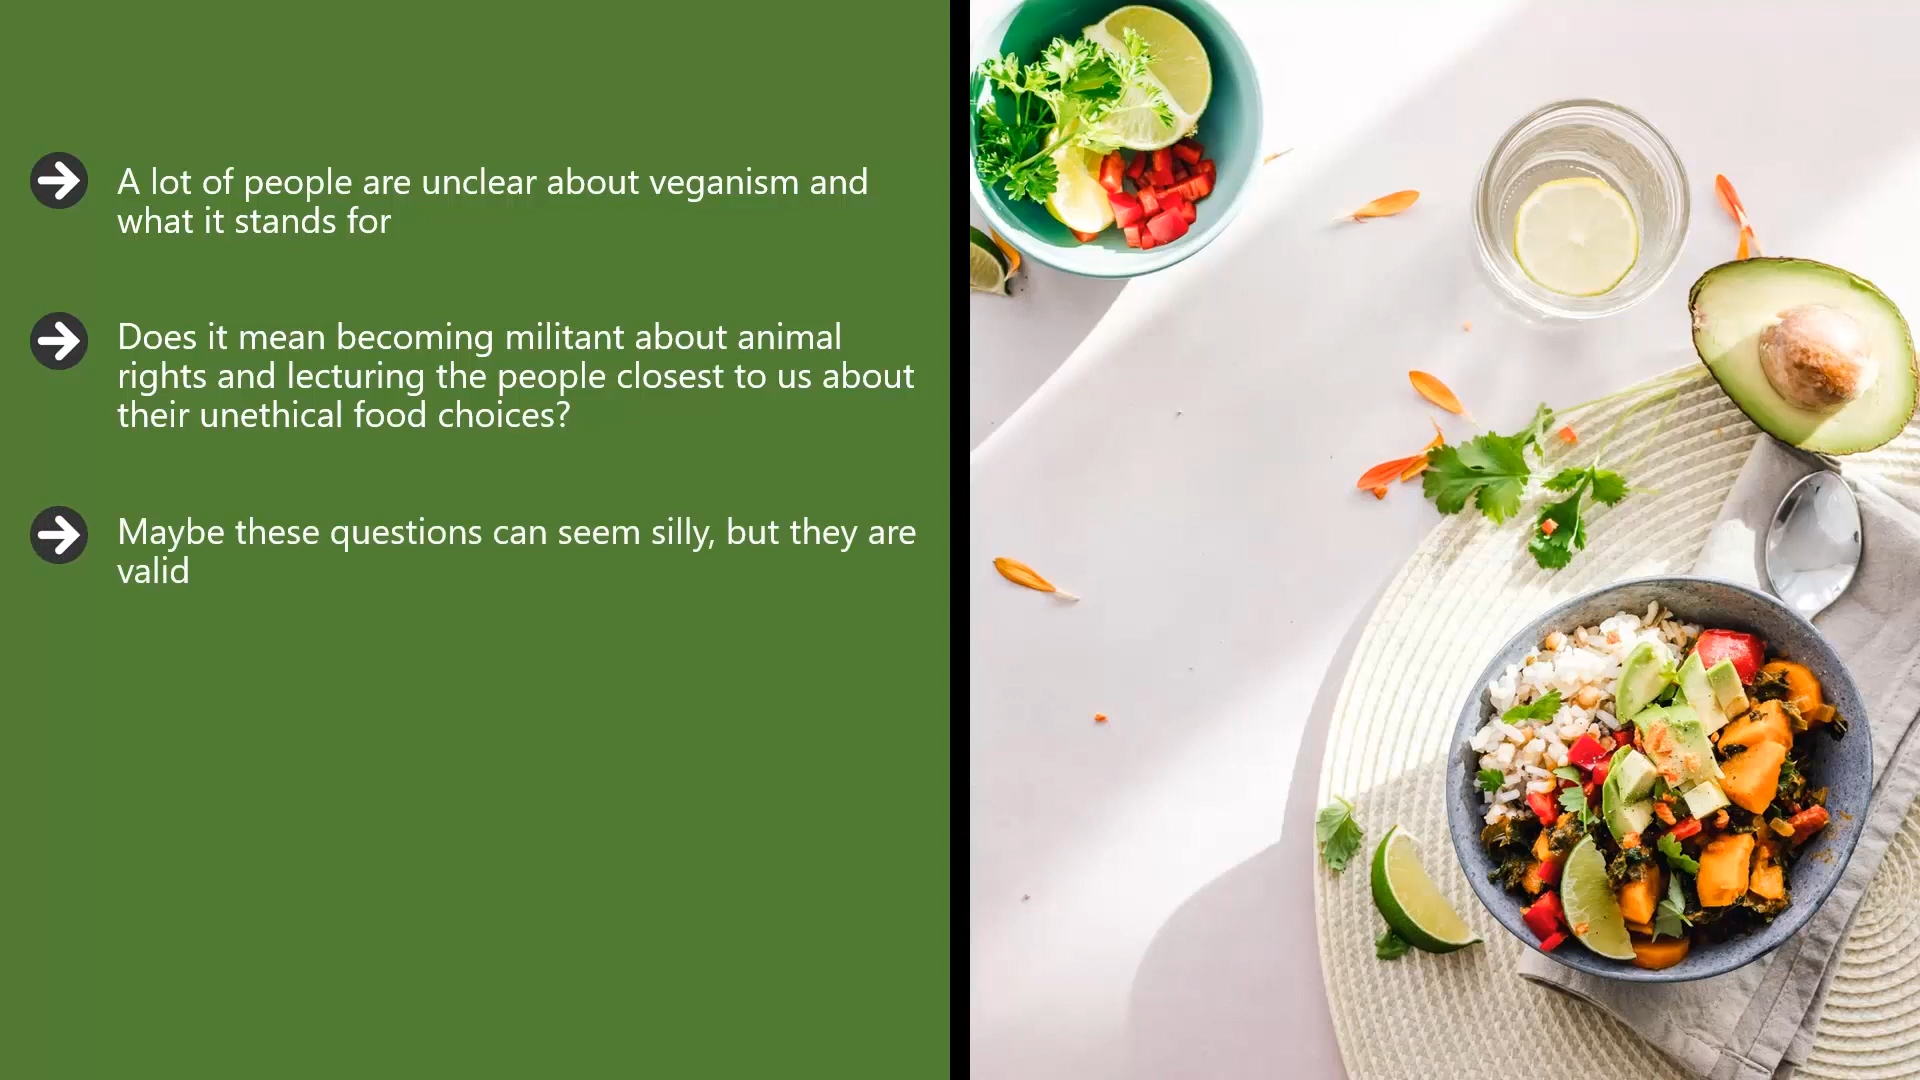 A lot of people are unclear about veganism and
what it stands for
Does it mean becoming militant about animal
rights and lecturing the people closest to us about
their unethical food choices?
Maybe these questions can seem silly, but they are
valid